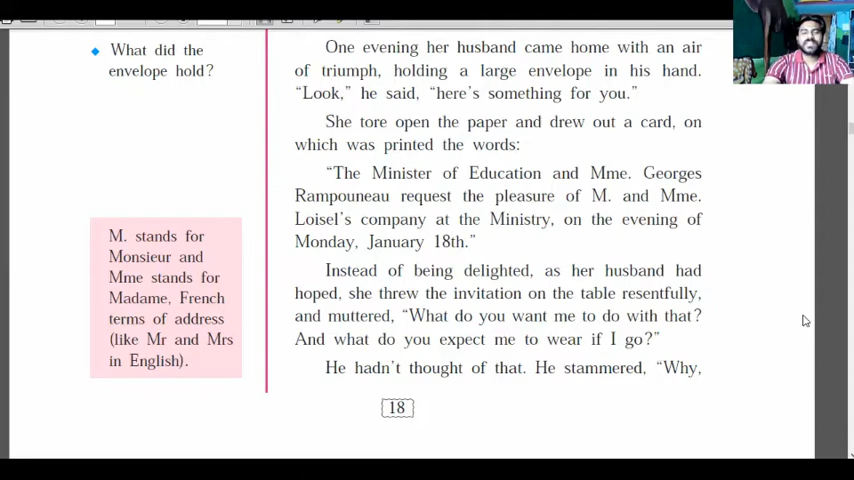 What did the
envelope hold?
M. stands for
Monsieur and
Mme stands for
Madame, French
terms of address
(like Mr and Mrs
in English).
One evening her husband came home with an air
of triumph, holding a large envelope in his hand.
“Look,” he said, “here’s something for you.”
She tore open the paper and drew out a card, on
which was printed the words:
“The Minister of Education and Mme. Georges
Rampouneau request the pleasure of M. and Mme.
Loisel’s company at the Ministry, on the evening of
Monday, January 18th.”
Instead of being delighted, as her husband had
hoped, she threw the invitation on the table resentfully,
and muttered, “What do you want me to do with that?
And what do you expect me to wear if I go?”
He hadn’t thought of that. He stammered, “Why,
18